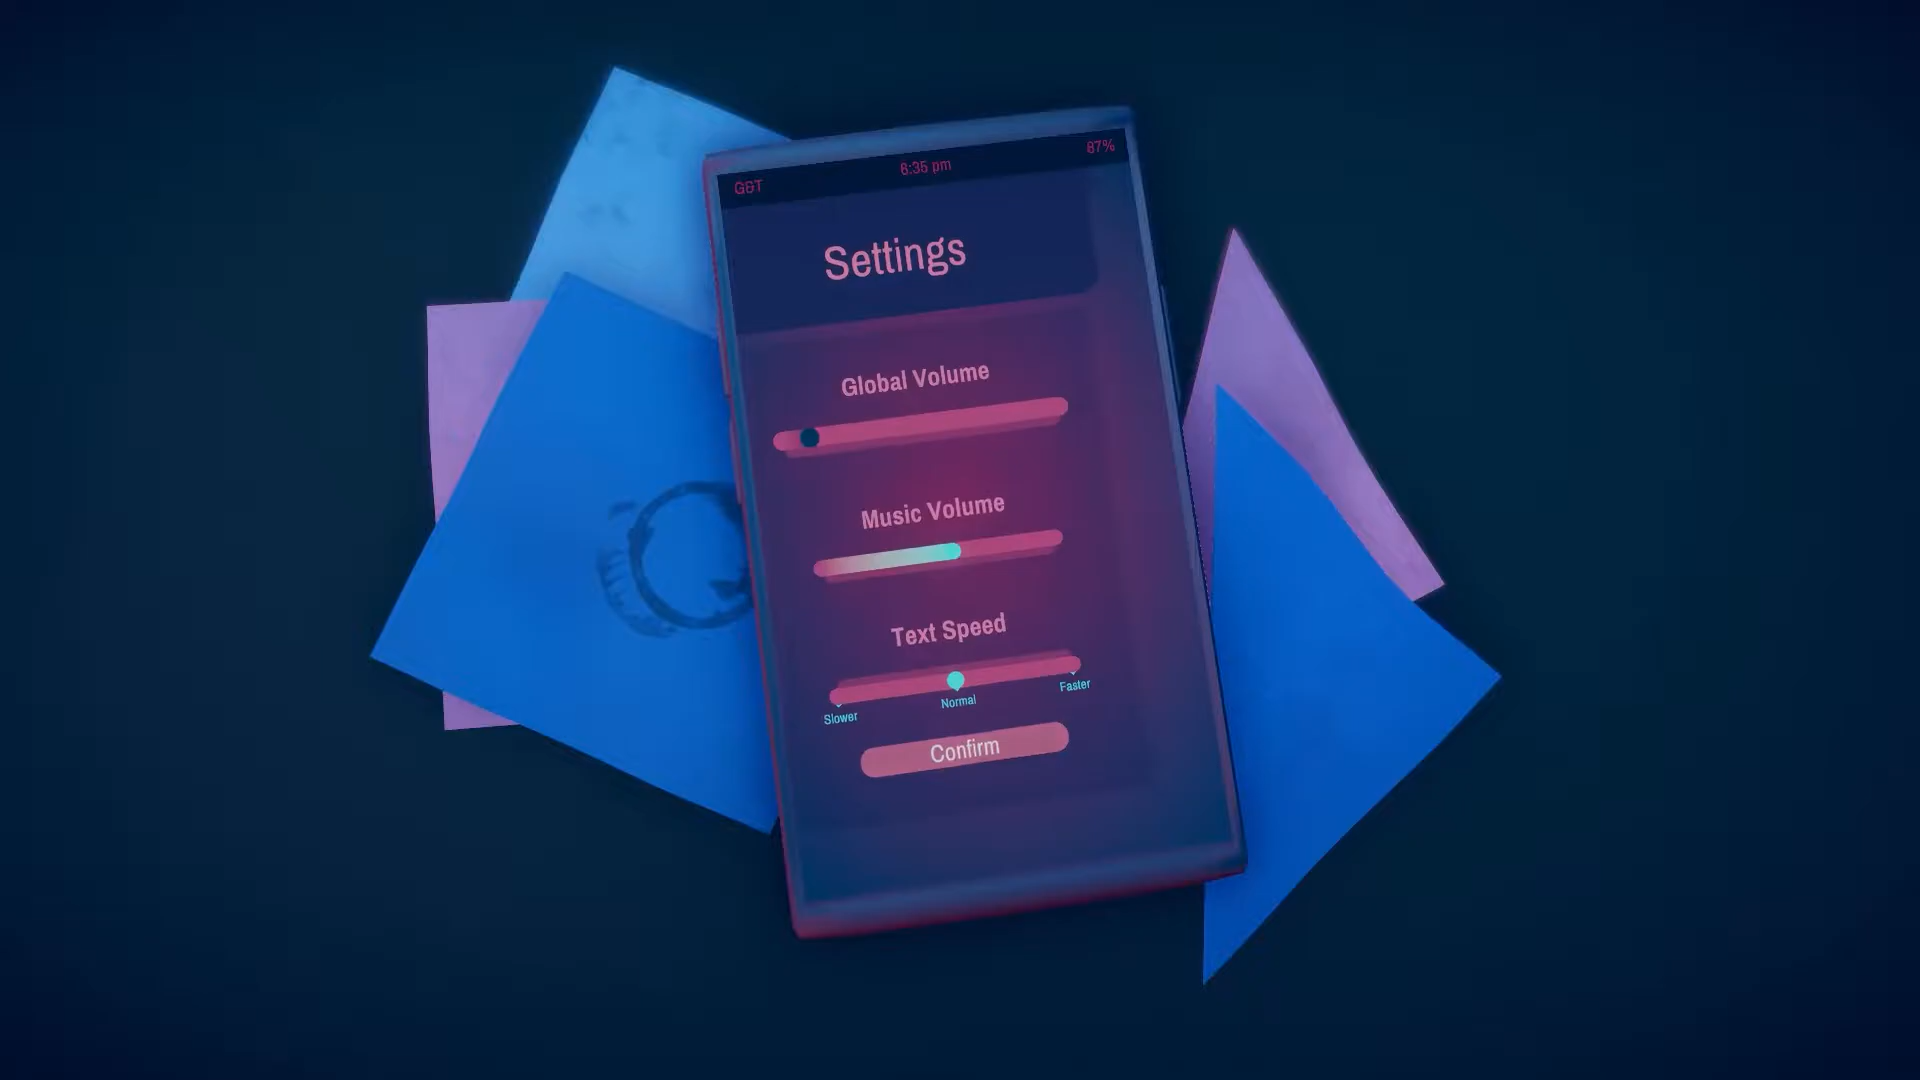 G&T
6:35 pm
87%
Settings
Global Volume
Music Volume
Text Speed
Slower
Normal
Faster
Confirm